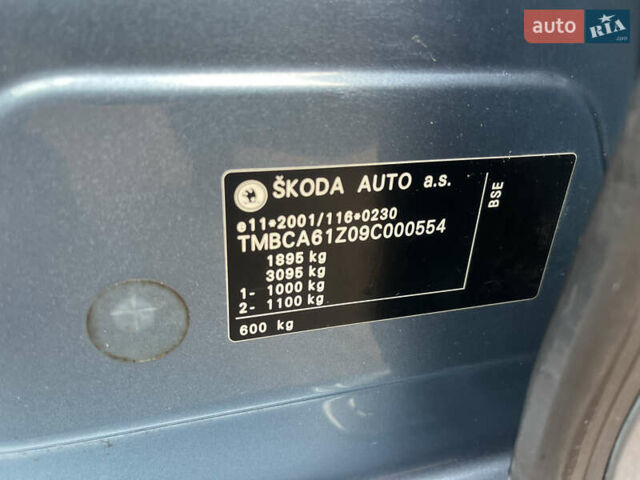 auto RIA.com
ŠKODA AUTO a.s.
BSE
e11*2001/116*0230
TMBCA61Z09C000554
1895 kg
3095 kg
1- 1000 kg
2- 1100 kg
600 kg